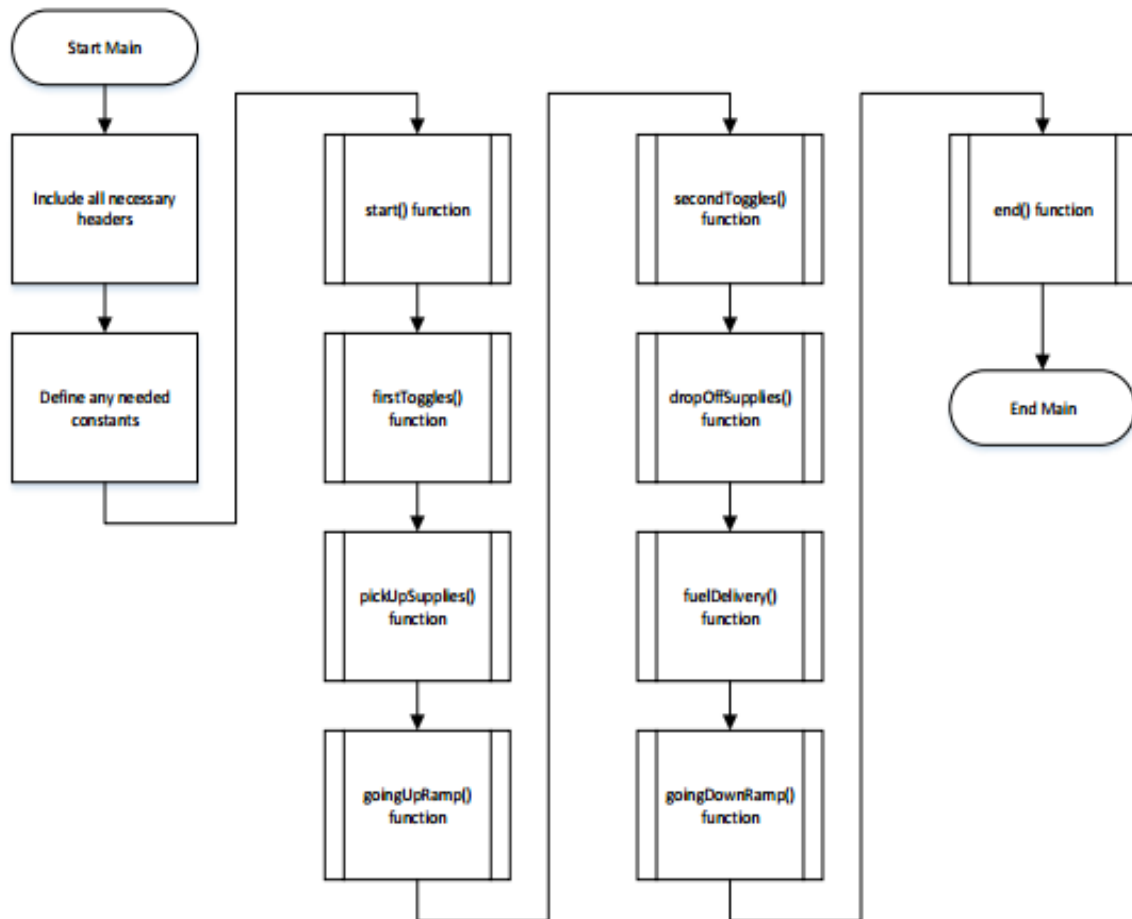 Start Main
Include all necessary
headers
Define any needed
constants
start() function
firstToggles()
function
pickUpSupplies()
function
goingUpRamp()
function
secondToggles()
function
dropOffSupplies()
function
fuelDelivery()
function
goingDownRamp()
function
end() function
End Main